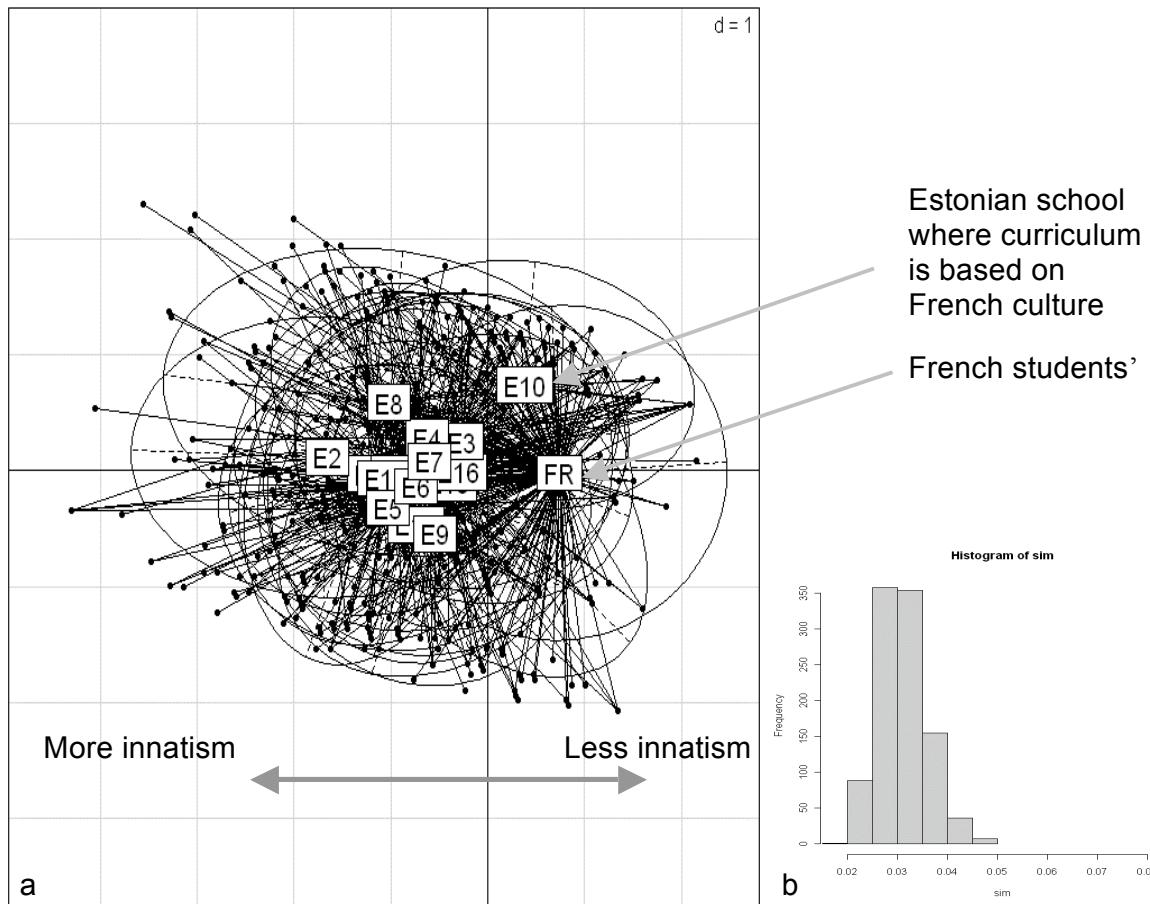 d = 1
Estonian school
where curriculum
is based on
French culture
French students’
E10
E8
E4
E3
E2
E7
16
FR
E1
E6
E5
E9
More innatism
Less innatism
a
Histogram of sim
Frequency
350
300
250
200
150
100
50
0
0.02 0.03 0.04 0.05 0.06 0.07
sim
b